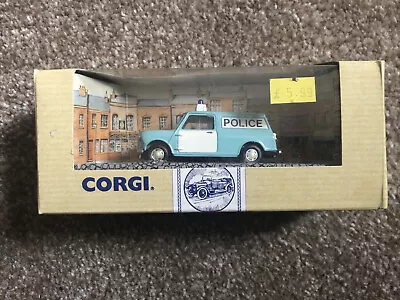 £ 5.99
POLICE
CORGI.